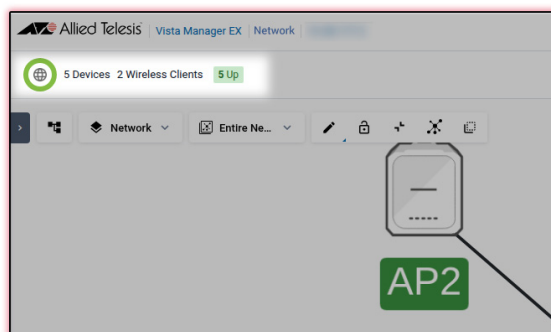 Allied Telesis Vista Manager EX Network
5 Devices 2 Wireless Clients 5 Up
Network Entire Ne...
AP2